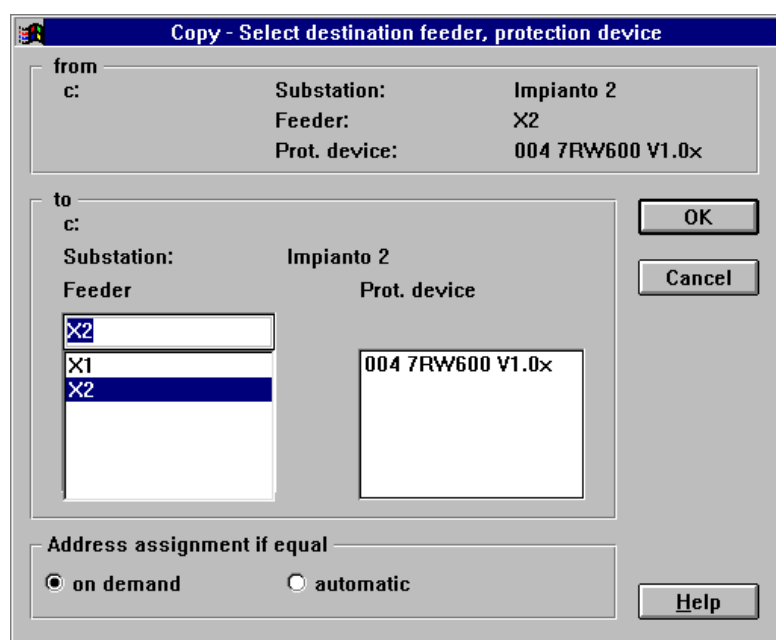 Copy - Select destination feeder, protection device
from
c: Substation: Impianto 2
Feeder: X2
Prot. device: 004 7RW600 V1.0x
to
c:
Substation: Impianto 2
Feeder Prot. device
X2
X1 004 7RW600 V1.0x
X2
OK
Cancel
Address assignment if equal
on demand automatic
Help